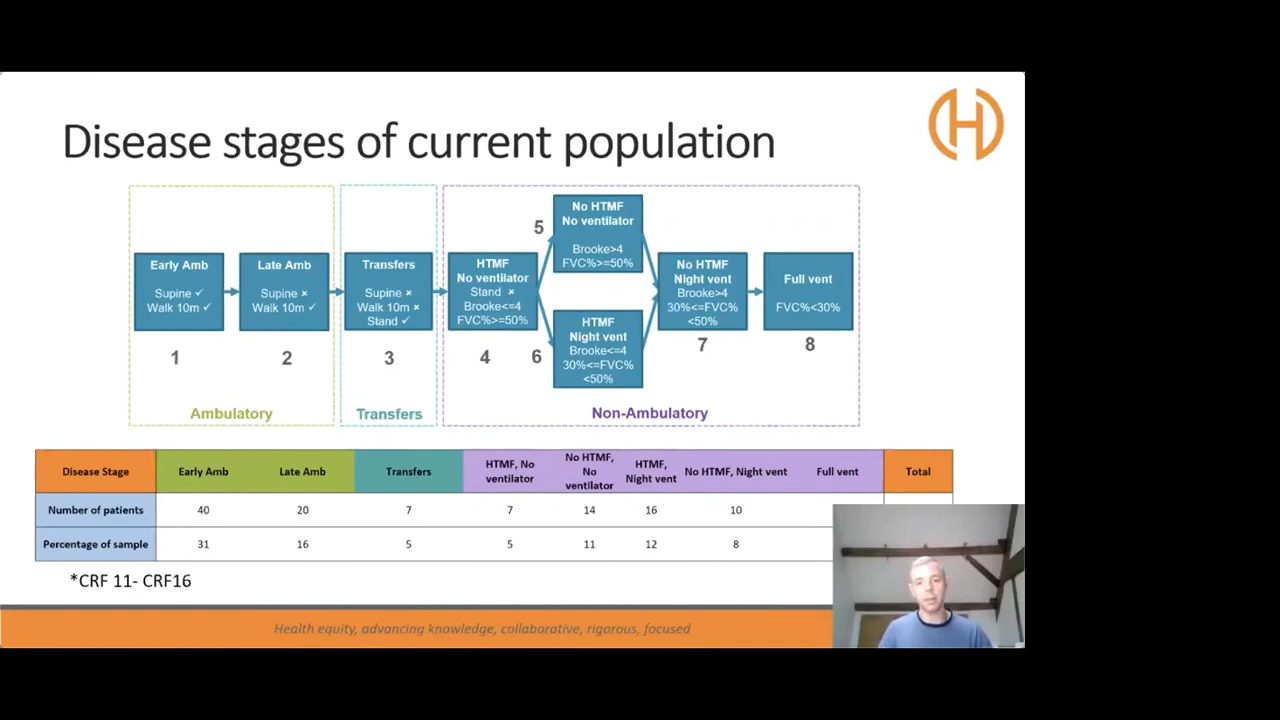 Disease stages of current population
Early Amb
Supine ✓
Walk 10m ✓
1
Late Amb
Supine ×
Walk 10m ✓
2
Ambulatory
Transfers
Supine ×
Walk 10m ×
Stand ✓
3
Transfers
HTMF
No ventilator
Stand ×
Brooke<=4
FVC%>=50%
4
5
No HTMF
No ventilator
Brooke>4
FVC%>=50%
6
HTMF
Night vent
Brooke<=4
30%<=FVC%
<50%
No HTMF
Night vent
Brooke>4
30%<=FVC%
<50%
7
Full vent
FVC%<30%
8
Non-Ambulatory
Disease Stage Early Amb Late Amb Transfers HTMF, No ventilator No HTMF, No ventilator HTMF, Night vent No HTMF, Night vent Full vent Total
Number of patients 40 20 7 7 14 16 10
Percentage of sample 31 16 5 5 11 12 8
*CRF 11- CRF16
Health equity, advancing knowledge, collaborative, rigorous, focused